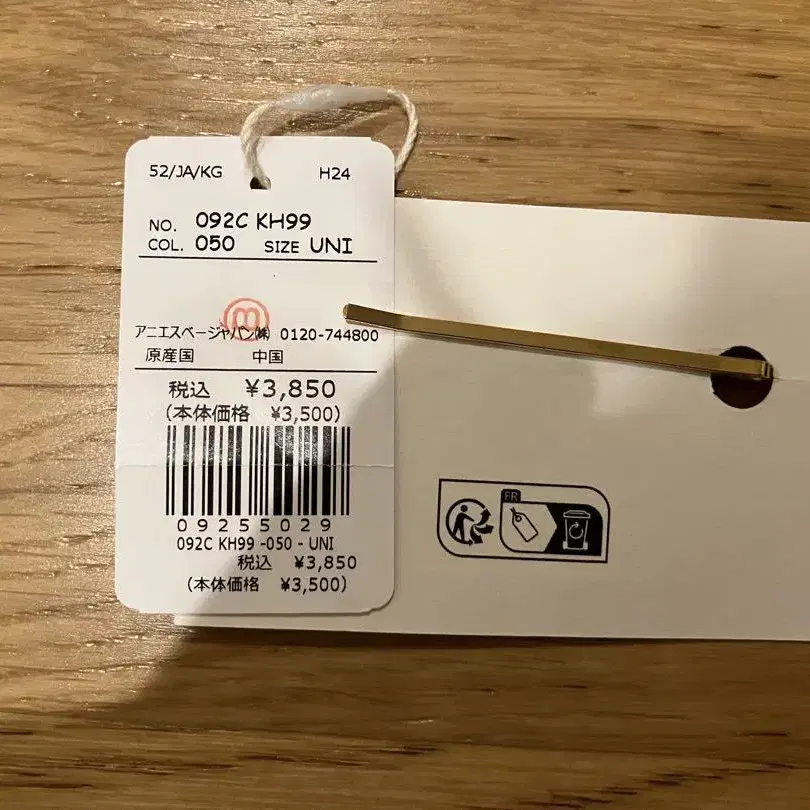 52/JA/KG H24
NO. 092C KH99
COL. 050 SIZE UNI
m
アニエスベージャパン㈱ 0120-744800
原産国 中国
税込 ¥3,850
(本体価格 ¥3,500)
09255029
092C KH99 -050 - UNI
税込 ¥3,850
(本体価格 ¥3,500)
FR